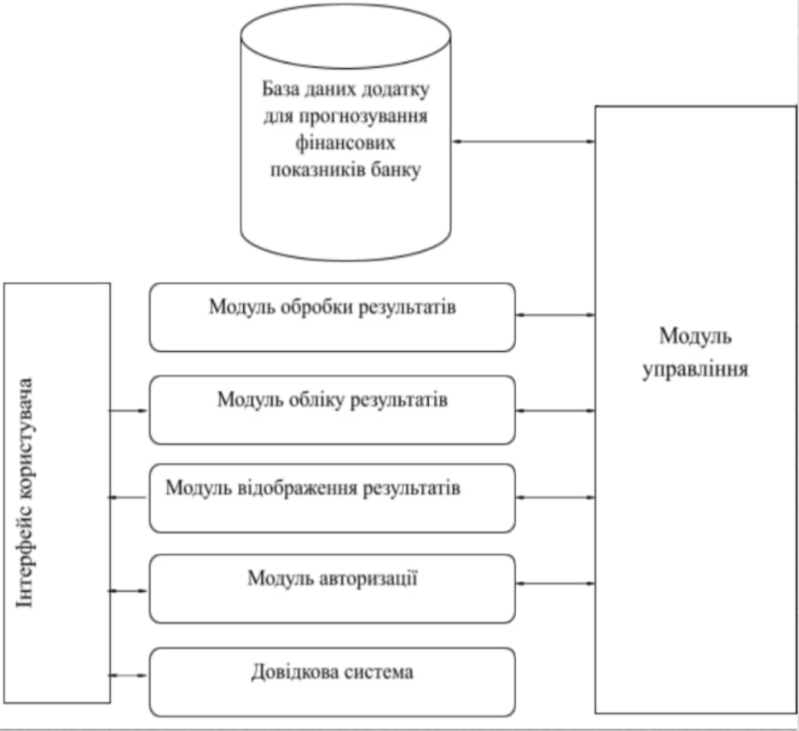 База даних додатку
для прогнозування
фінансових
показників банку
Модуль обробки результатів
Модуль обліку результатів
Модуль відображення результатів
Модуль авторизації
Довідкова система
Інтерфейс користувача
Модуль
управління